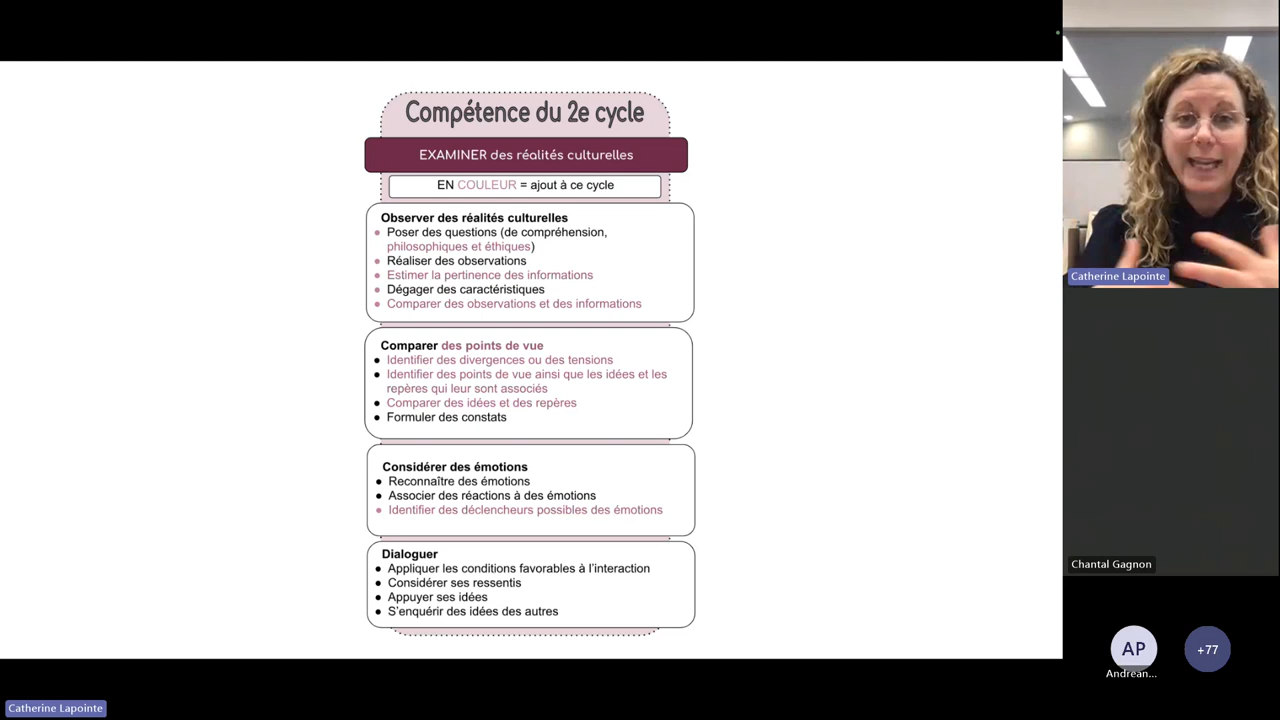 Compétence du 2e cycle
EXAMINER des réalités culturelles
EN COULEUR = ajout à ce cycle
Observer des réalités culturelles
● Poser des questions (de compréhension,
philosophiques et éthiques)
● Réaliser des observations
● Estimer la pertinence des informations
● Dégager des caractéristiques
● Comparer des observations et des informations
Comparer des points de vue
● Identifier des divergences ou des tensions
● Identifier des points de vue ainsi que les idées et les
repères qui leur sont associés
● Comparer des idées et des repères
● Formuler des constats
Considérer des émotions
● Reconnaître des émotions
● Associer des réactions à des émotions
● Identifier des déclencheurs possibles des émotions
Dialoguer
● Appliquer les conditions favorables à l’interaction
● Considérer ses ressentis
● Appuyer ses idées
● S’enquérir des idées des autres
Catherine Lapointe
Chantal Gagnon
AP
+77
Andréan...
Catherine Lapointe